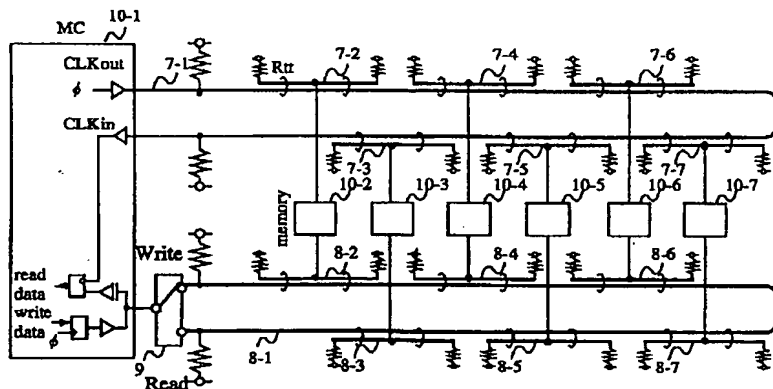 MC
10-1
CLKout
7-1
Rtt
7-2
7-4
7-6
ϕ
CLKin
7-3
7-5
7-7
10-2
10-3
10-4
10-5
10-6
10-7
memory
Write
8-2
8-4
8-6
read
data
write
data
ϕ
9
Read
8-1
8-3
8-5
8-7